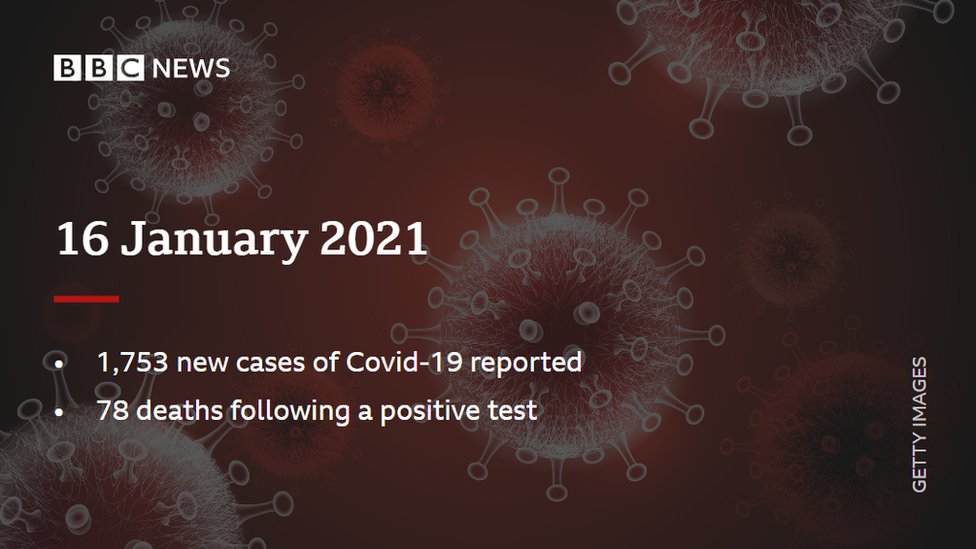 BBC NEWS
16 January 2021
• 1,753 new cases of Covid-19 reported
• 78 deaths following a positive test
GETTY IMAGES